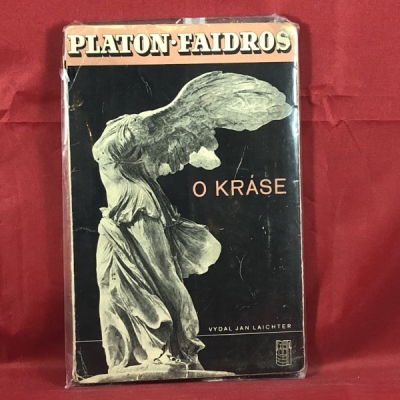 PLATON-FAIDROS
O KRÁSE
VYDAL JAN LAICHTER